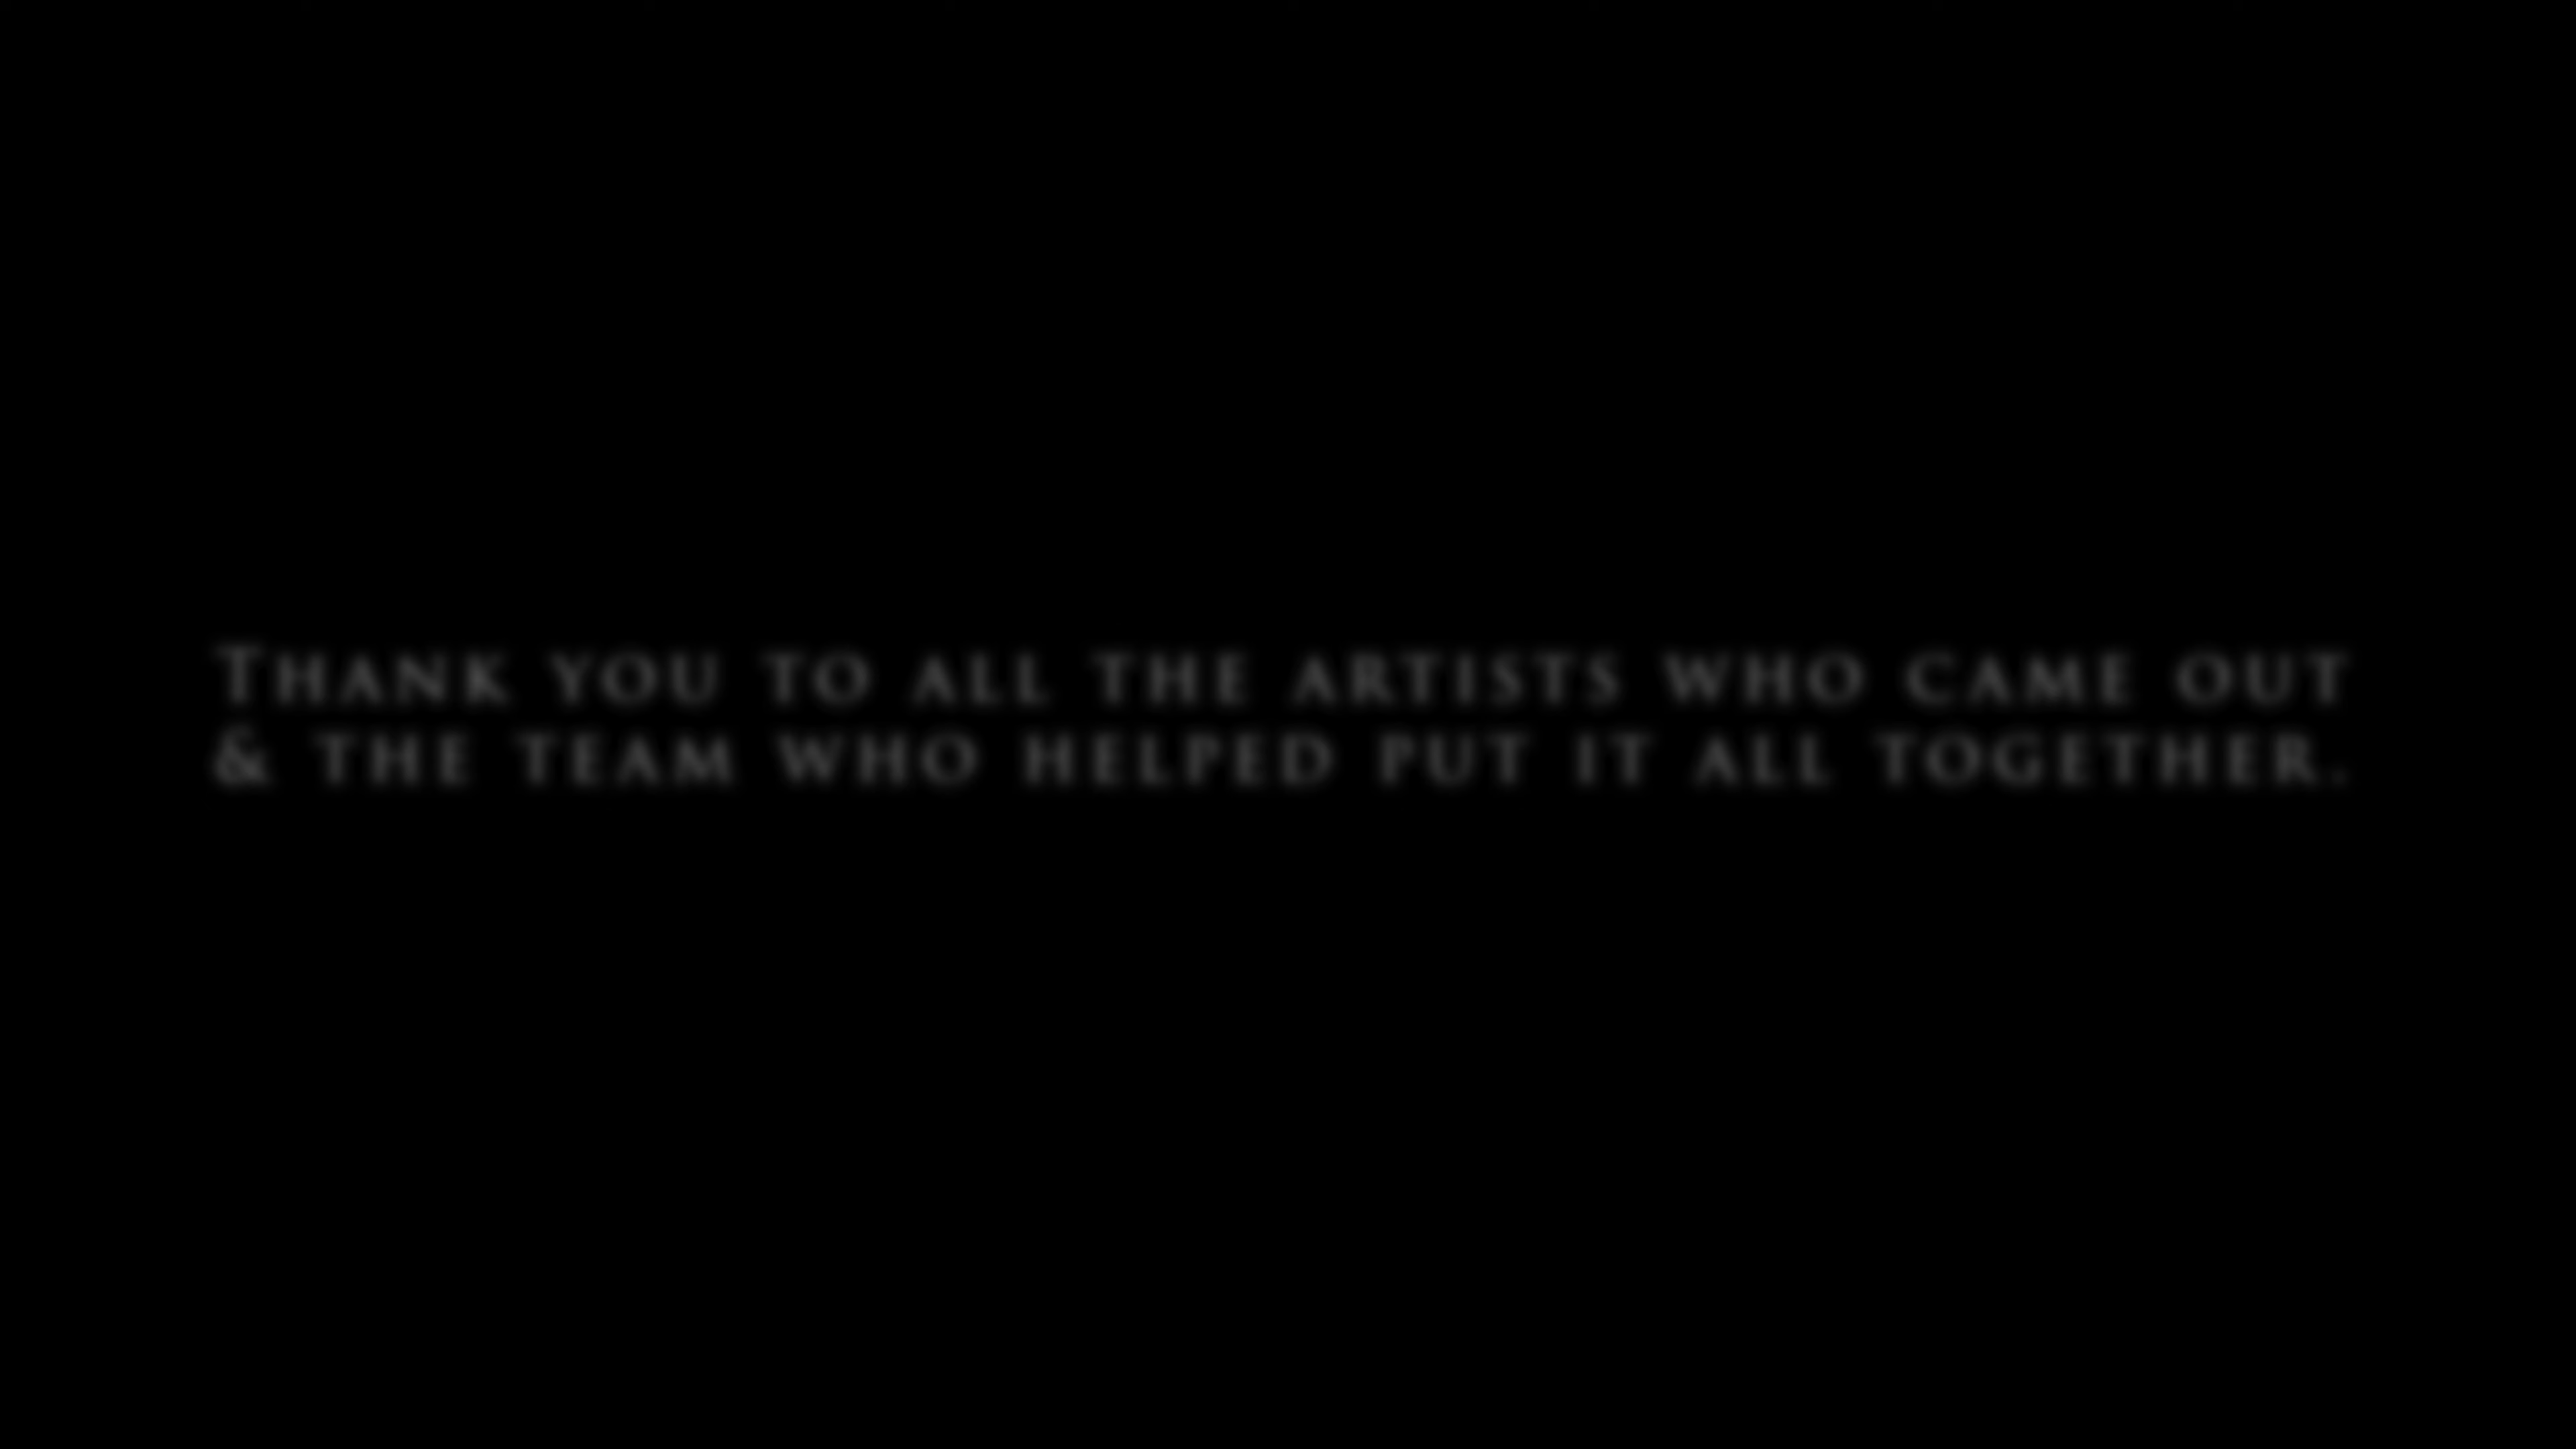 Thank you to all the artists who came out
& the team who helped put it all together.